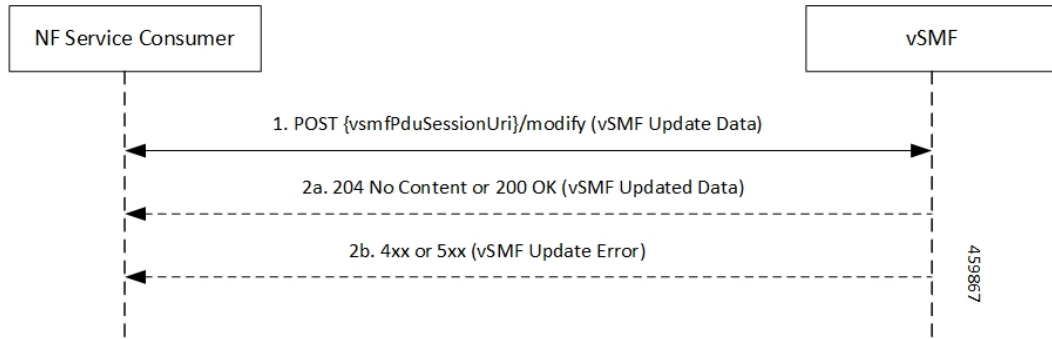 NF Service Consumer
vSMF
1. POST {vsmfPduSessionUri}/modify (vSMF Update Data)
2a. 204 No Content or 200 OK (vSMF Updated Data)
2b. 4xx or 5xx (vSMF Update Error)
459867